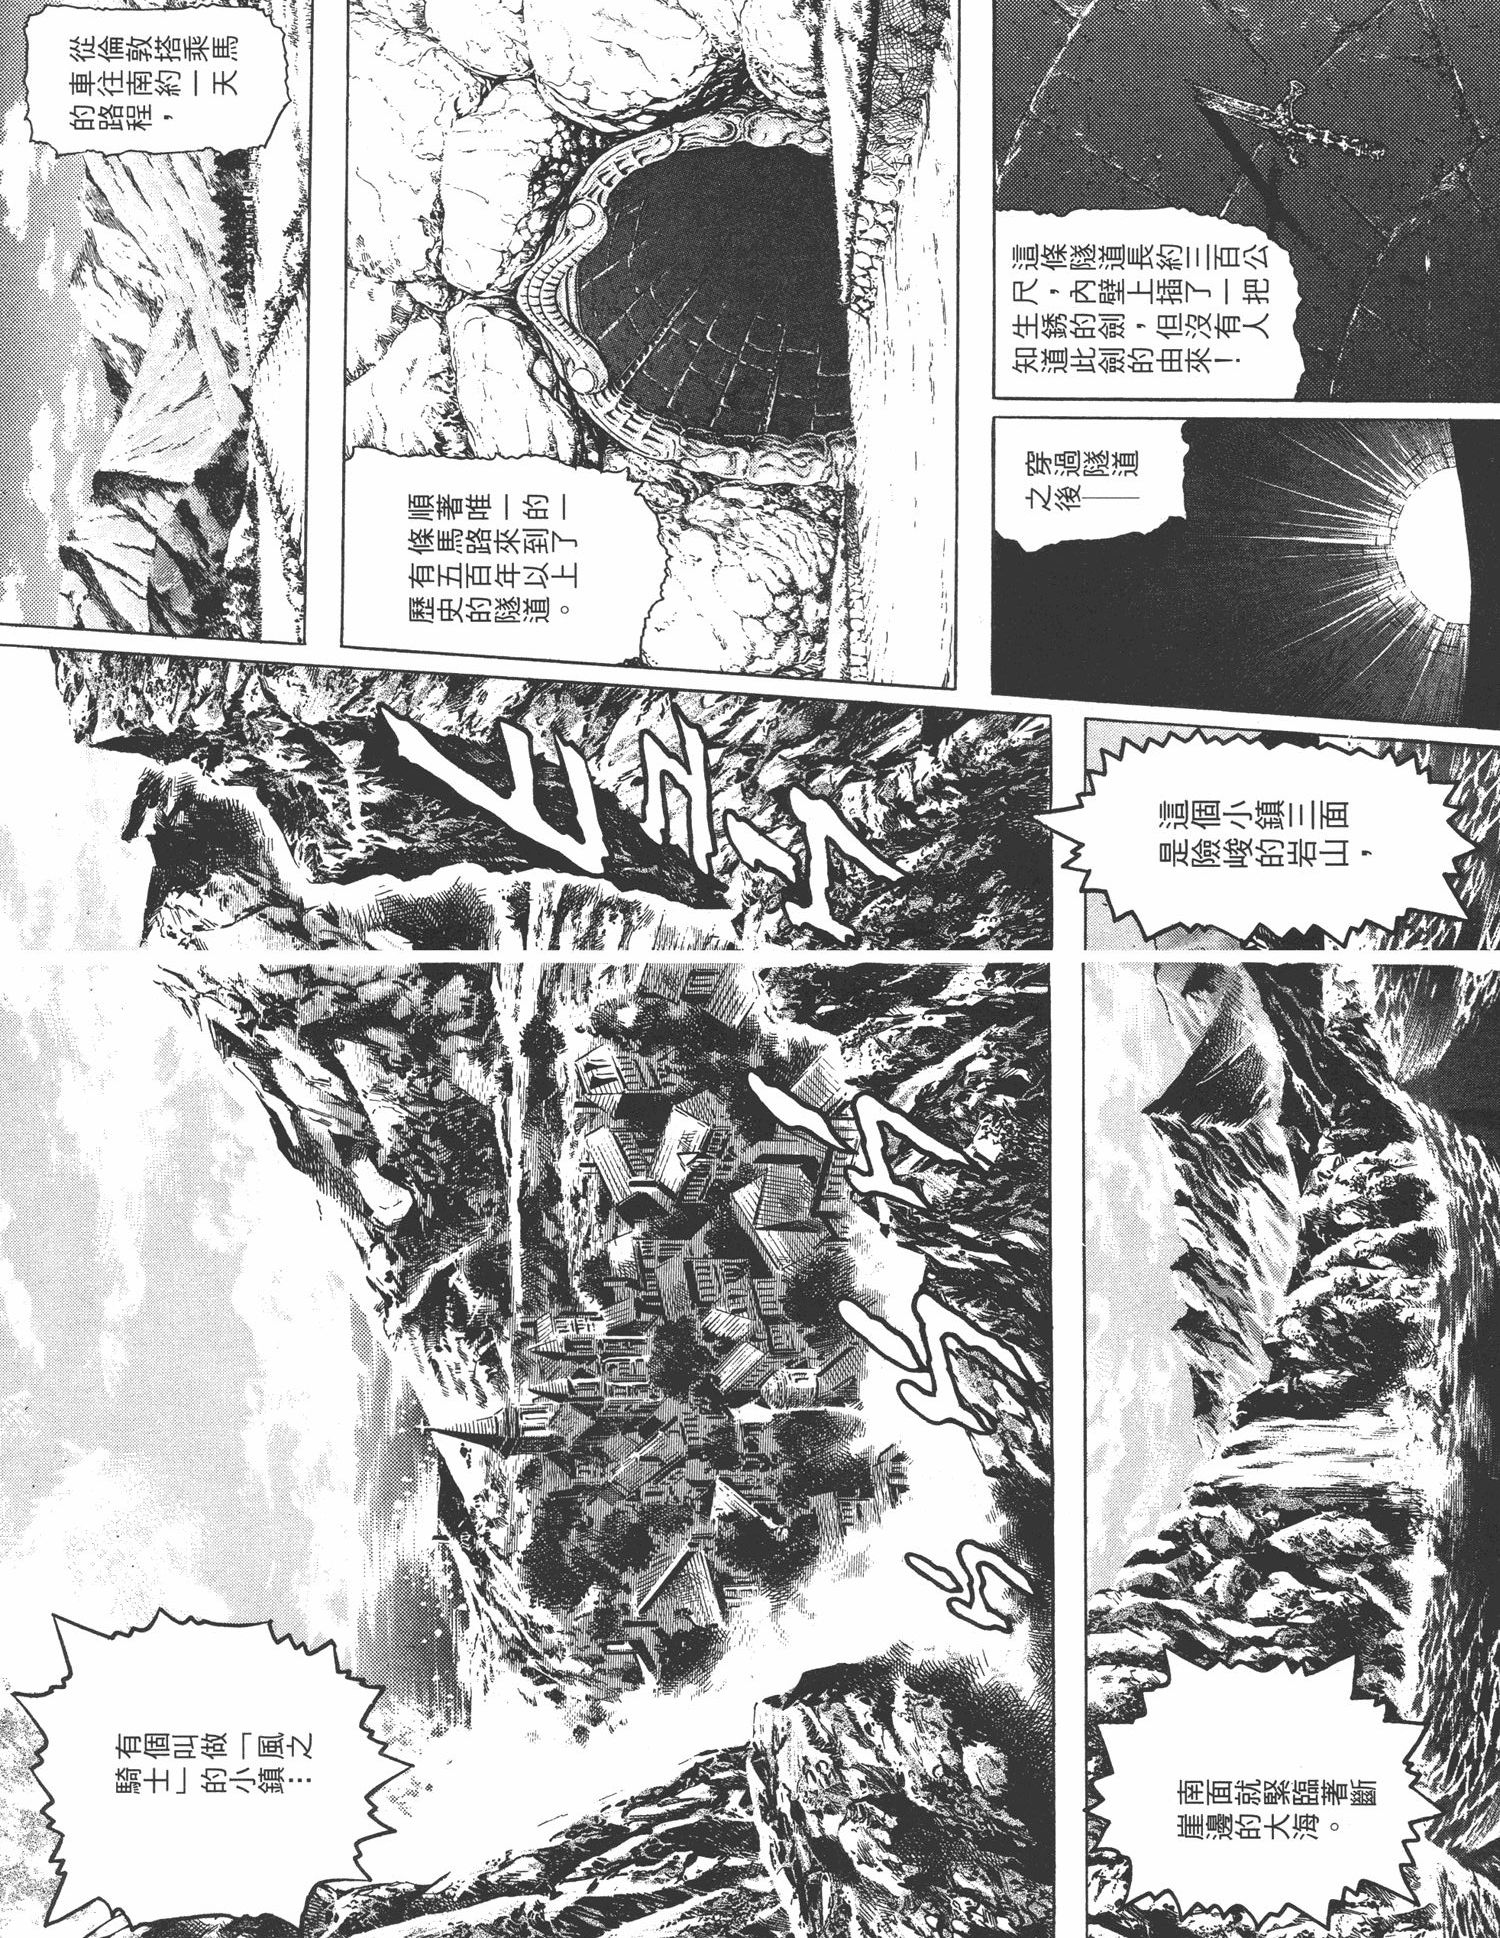 從倫敦搭乘馬
車往南約一天
的路程，
順著唯一的一
條馬路來到了
有五百年以上
歷史的隧道。
這條隧道長約三百公
尺，內壁上插了一把
生銹的劍，但沒有人
知道此劍的由來！
穿過隧道
之後——
有個叫做「風之
騎士」的小鎮…
這個小鎮三面
是險峻的岩山，
南面就緊臨著斷
崖邊的大海。